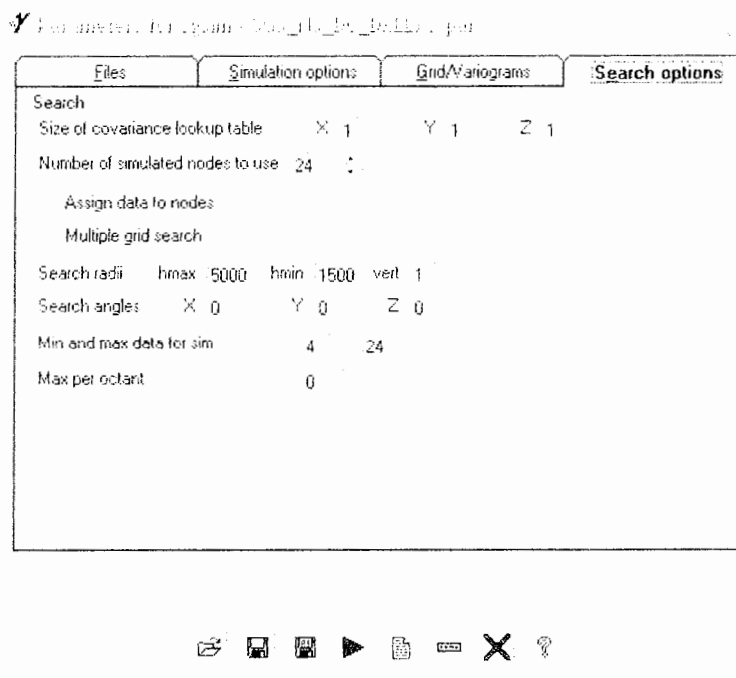 Files Simulation options Grid/Variograms Search options
Search
Size of covariance lookup table X 1 Y 1 Z 1
Number of simulated nodes to use 24
Assign data to nodes
Multiple grid search
Search radii hmax 5000 hmin 1500 vert 1
Search angles X 0 Y 0 Z 0
Min and max data for sim 4 24
Max per octant 0